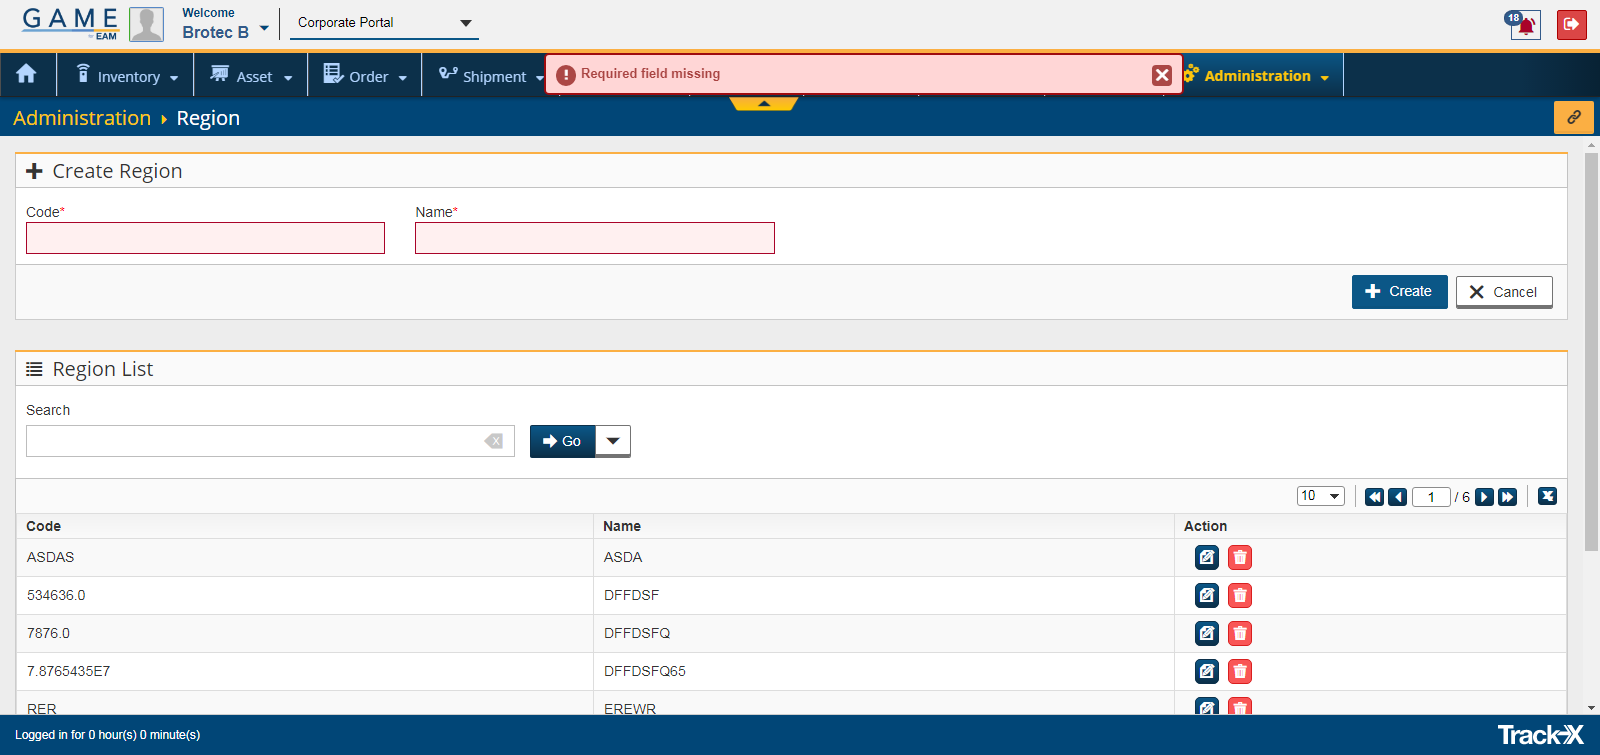 GAME
BY EAM
Welcome
Brotec B
Corporate Portal
18
Inventory
Asset
Order
Shipment
Required field missing
Administration
Administration Region
Create Region
Code*
Name*
Create
Cancel
Region List
Search
Go
10
1 / 6
Code Name Action
ASDAS ASDA
534636.0 DFFDSF
7876.0 DFFDSFQ
7.8765435E7 DFFDSFQ65
RER EREWR
Logged in for 0 hour(s) 0 minute(s)
Track-X